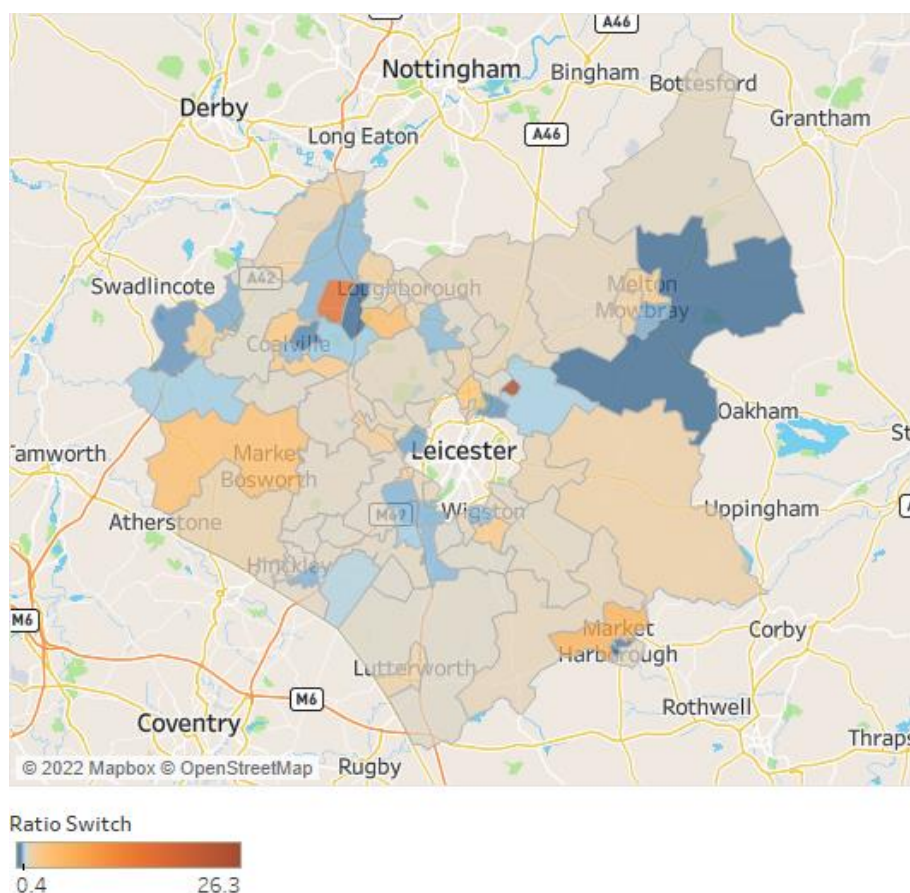 A46
Nottingham
Bingham
Bottesford
Derby
Grantham
Long Eaton
A46
Swadlincote
A42
Loughborough
Melton
Mowbray
Coalville
Oakham
St
Tamworth
Leicester
Market
Bosworth
Uppingham
Atherstone
Wigston
Hinckley
M6
Market
Harborough
Corby
Lutterworth
Rothwell
M6
Coventry
Thraps
© 2022 Mapbox © OpenStreetMap
Rugby
Ratio Switch
0.4
26.3